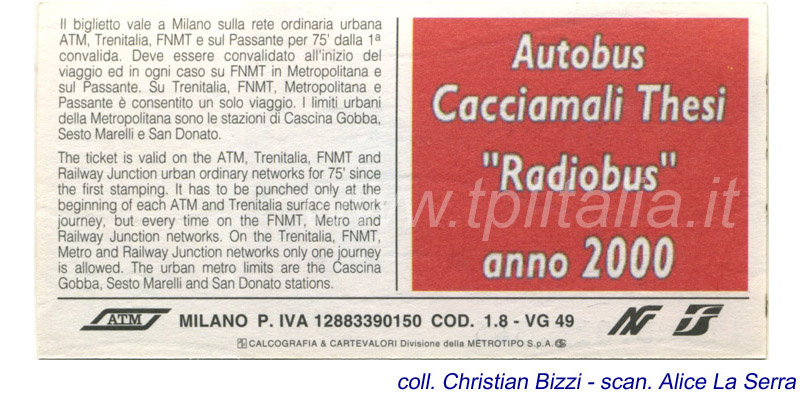 Il biglietto vale a Milano sulla rete ordinaria urbana
ATM, Trenitalia, FNMT e sul Passante per 75' dalla 1ª
convalida. Deve essere convalidato all'inizio del
viaggio ed in ogni caso su FNMT in Metropolitana e
sul Passante. Su Trenitalia, FNMT, Metropolitana e
Passante è consentito un solo viaggio. I limiti urbani
della Metropolitana sono le stazioni di Cascina Gobba,
Sesto Marelli e San Donato.
The ticket is valid on the ATM, Trenitalia, FNMT and
Railway Junction urban ordinary networks for 75' since
the first stamping. It has to be punched only at the
beginning of each ATM and Trenitalia surface network
journey, but every time on the FNMT, Metro and
Railway Junction networks. On the Trenitalia, FNMT,
Metro and Railway Junction networks only one journey
is allowed. The urban metro limits are the Cascina
Gobba, Sesto Marelli and San Donato stations.
Autobus
Cacciamali Thesi
"Radiobus"
anno 2000
www.tplitalia.it
ATM MILANO P. IVA 12883390150 COD. 1.8 - VG 49
CALCOGRAFIA & CARTEVALORI Divisione della METROTIPO S.p.A.
coll. Christian Bizzi - scan. Alice La Serra